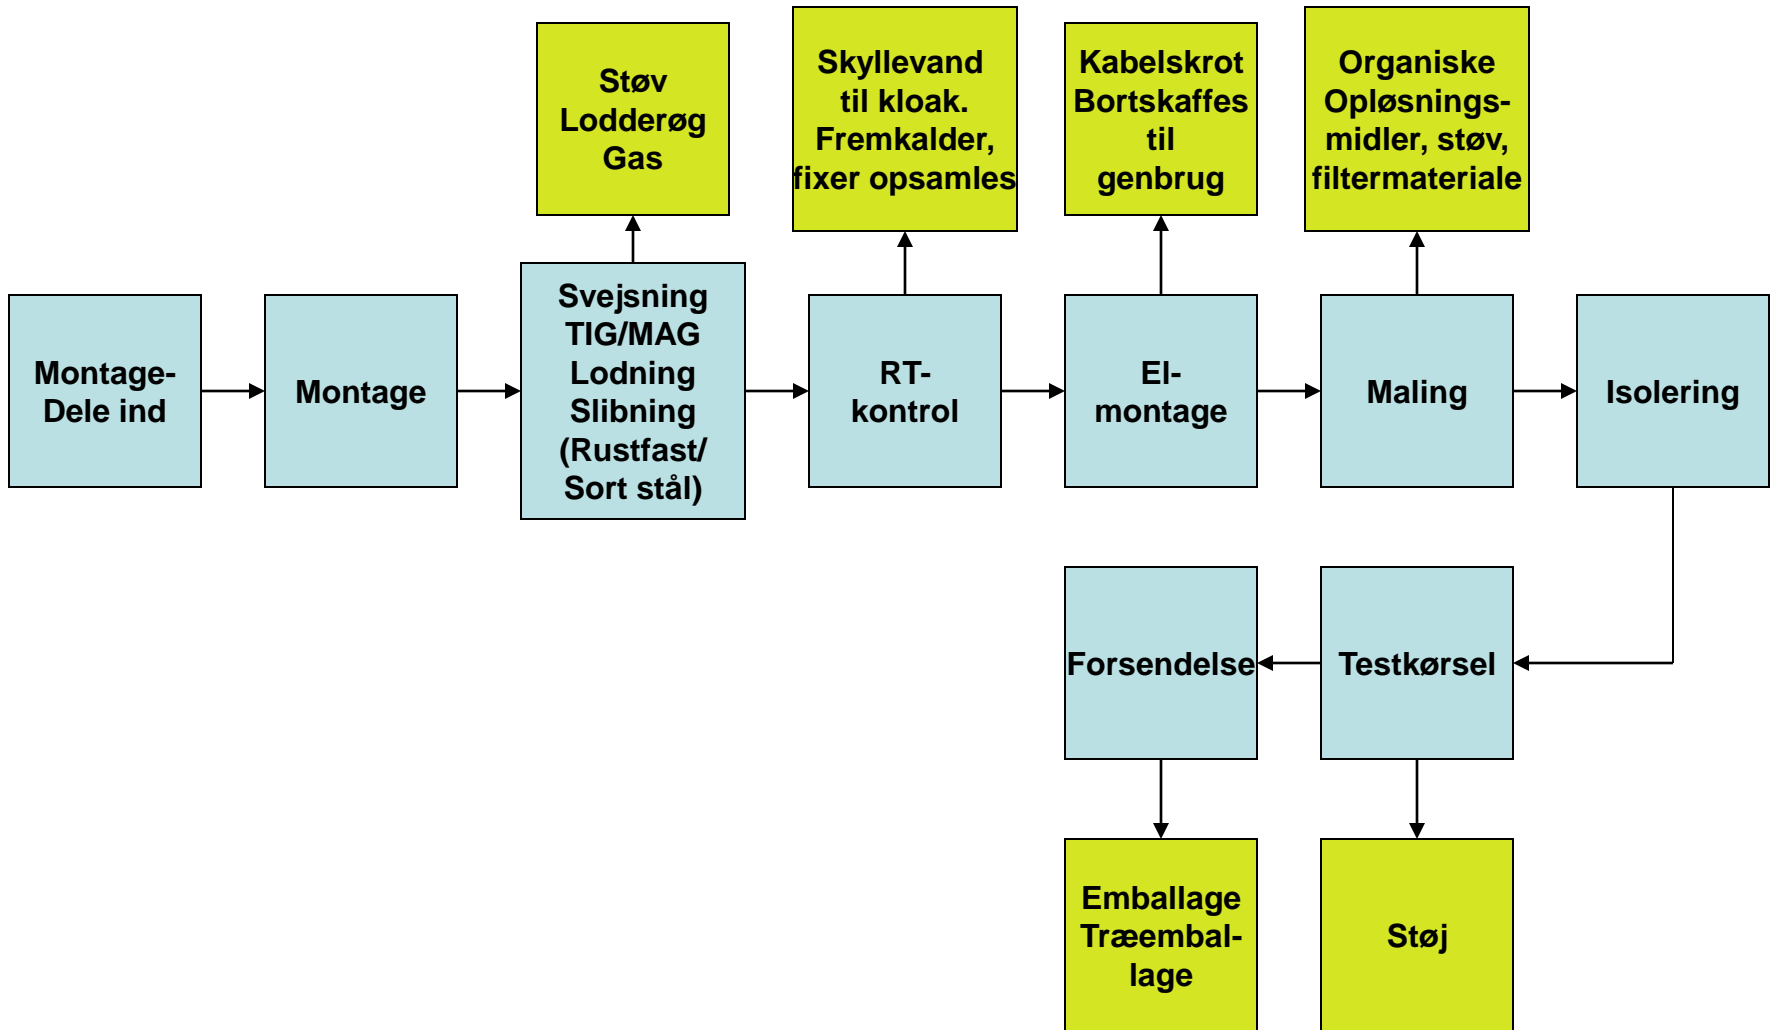 Støv
Lodderøg
Gas
Skyllevand
til kloak.
Fremkalder,
fixer opsamles
Kabelskrot
Bortskaffes
til
genbrug
Organiske
Opløsnings-
midler, støv,
filtermateriale
Montage-
Dele ind
Montage
Svejsning
TIG/MAG
Lodning
Slibning
(Rustfast/
Sort stål)
RT-
kontrol
El-
montage
Maling
Isolering
Forsendelse
Testkørsel
Emballage
Træembal-
lage
Støj